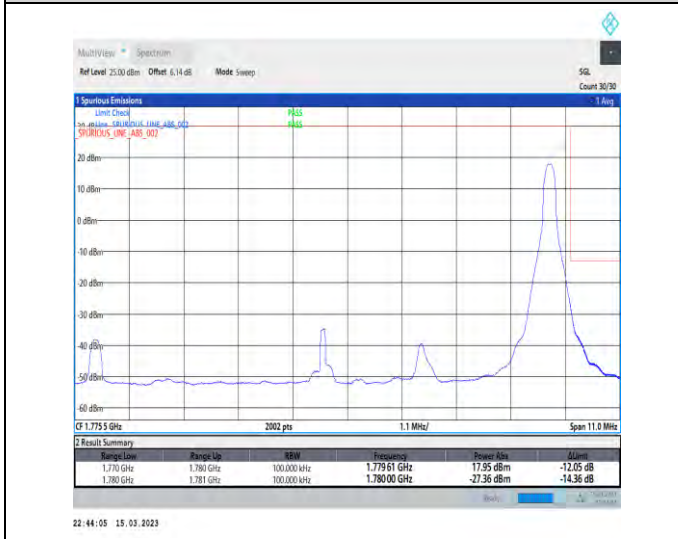 MultiView Spectrum
Ref Level 25.00 dBm Offset 6.14 dB Mode Sweep SGL
Count 30/30
1 Spurious Emissions 1 Avg
Limit Check PASS
Line SPURIOUS_LINE_ABS_002 PASS
SPURIOUS_LINE_ABS_002
20 dBm
10 dBm
0 dBm
-10 dBm
-20 dBm
-30 dBm
-40 dBm
-50 dBm
-60 dBm
CF 1.775 5 GHz 2002 pts 1.1 MHz/ Span 11.0 MHz
2 Result Summary
Range Low Range Up RBW Frequency Power Abs ΔLimit
1.770 GHz 1.780 GHz 100.000 kHz 1.779 61 GHz 17.95 dBm -12.05 dB
1.780 GHz 1.781 GHz 100.000 kHz 1.780 00 GHz -27.36 dBm -14.36 dB
22:44:05 15.03.2023